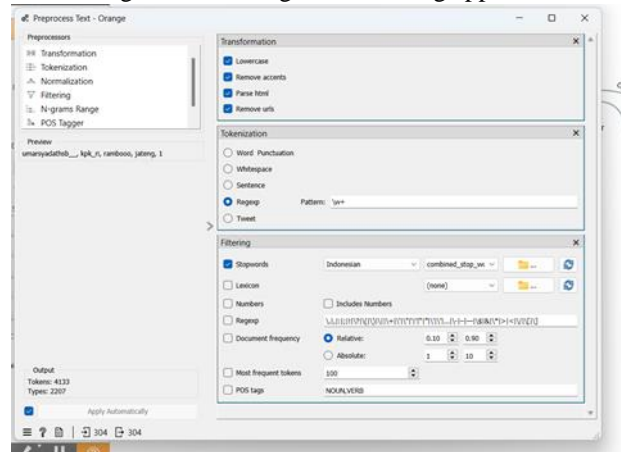 Preprocess Text - Orange
Preprocessors
Transformation
Tokenization
Normalization
Filtering
N-grams Range
POS Tagger
Preview
umarsyadathsb__, kpk_ri, rambooo, jateng, 1
Output
Tokens: 4133
Types: 2207
Apply Automatically
304 304
Transformation
Lowercase
Remove accents
Parse html
Remove urls
Tokenization
Word Punctuation
Whitespace
Sentence
Regexp Pattern: \w+
Tweet
Filtering
Stopwords Indonesian combined_stop_wc ...
Lexicon (none) ...
Numbers Includes Numbers
Regexp
Document frequency Relative: 0.10 0.90
Absolute: 1 10
Most frequent tokens 100
POS tags NOUN,VERB